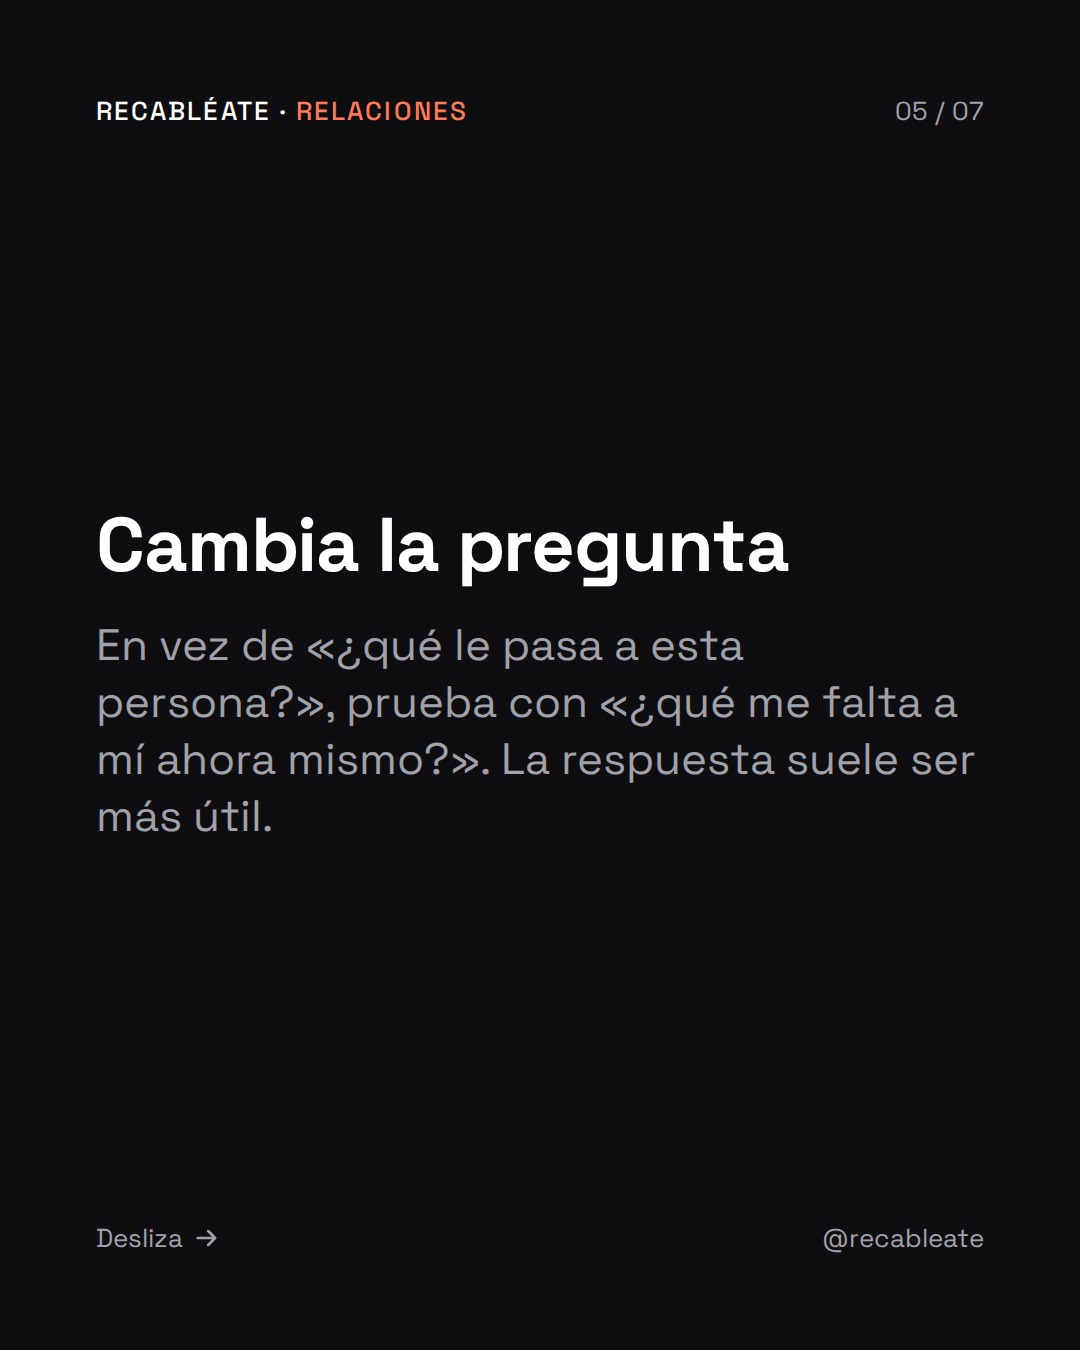 RECABLÉATE · RELACIONES
05 / 07
Cambia la pregunta
En vez de «¿qué le pasa a esta
persona?», prueba con «¿qué me falta a
mí ahora mismo?». La respuesta suele ser
más útil.
Desliza →
@recableate